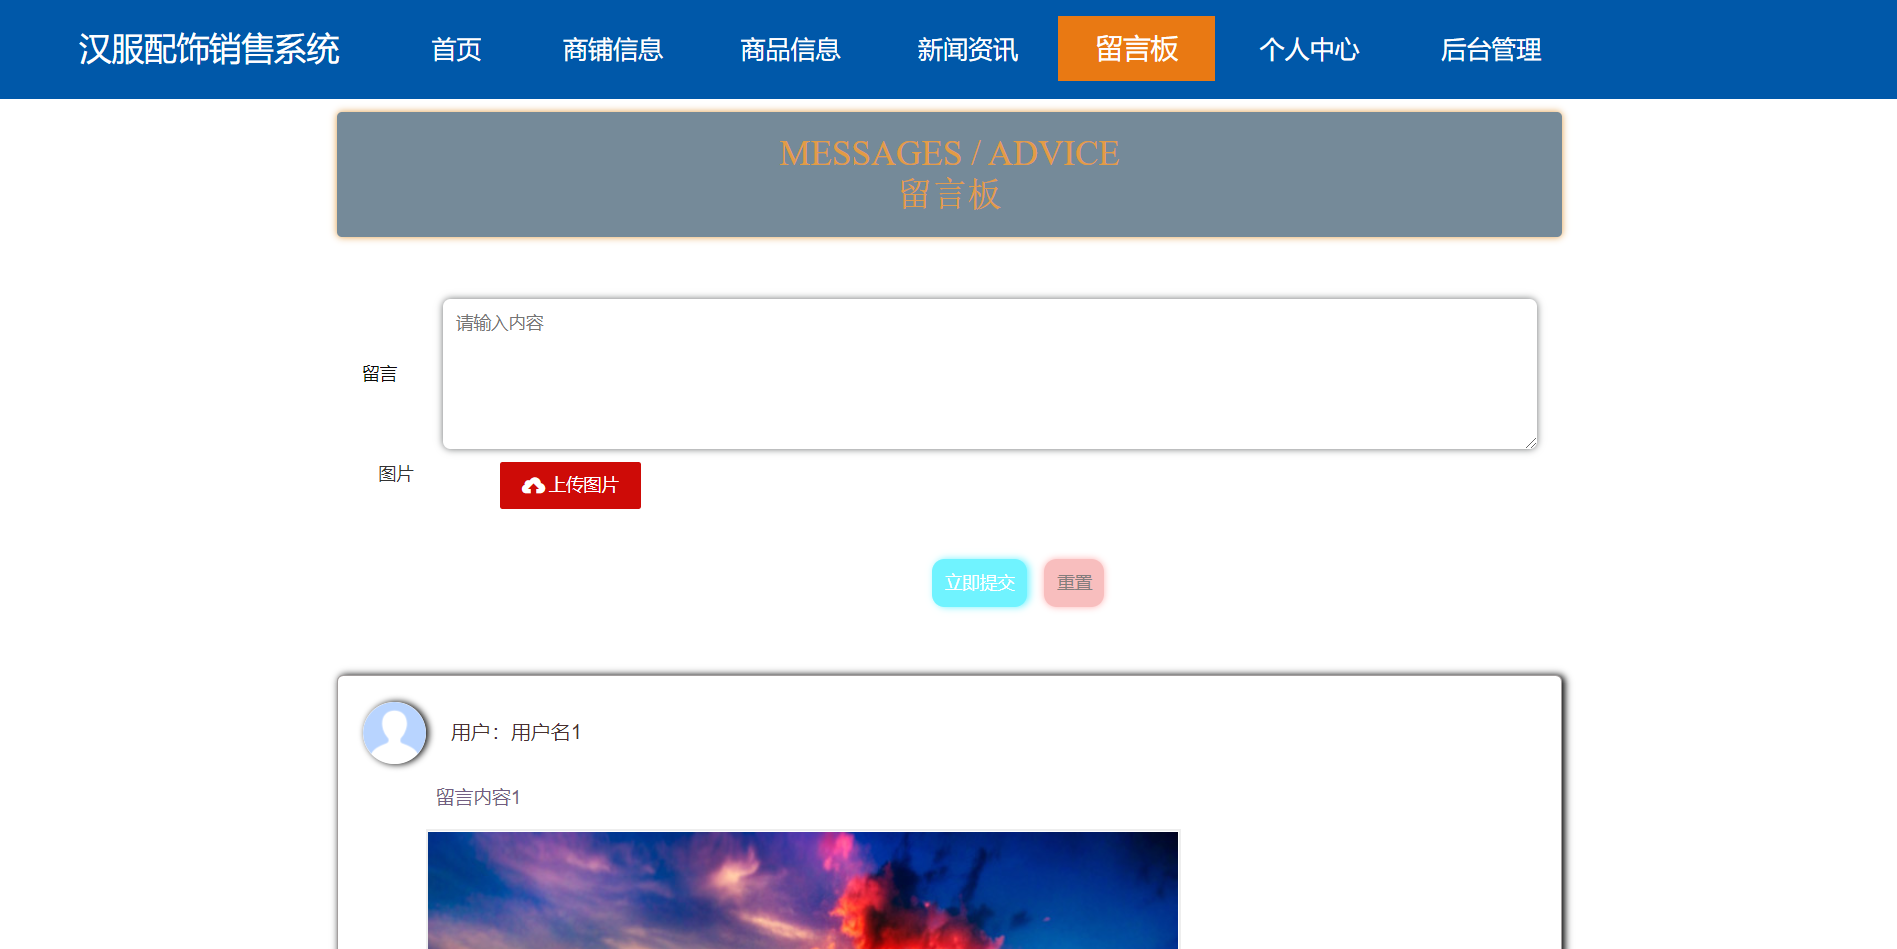 汉服配饰销售系统 首页 商铺信息 商品信息 新闻资讯 留言板 个人中心 后台管理
MESSAGES / ADVICE
留言板
请输入内容
留言
图片
上传图片
立即提交 重置
用户：用户名1
留言内容1